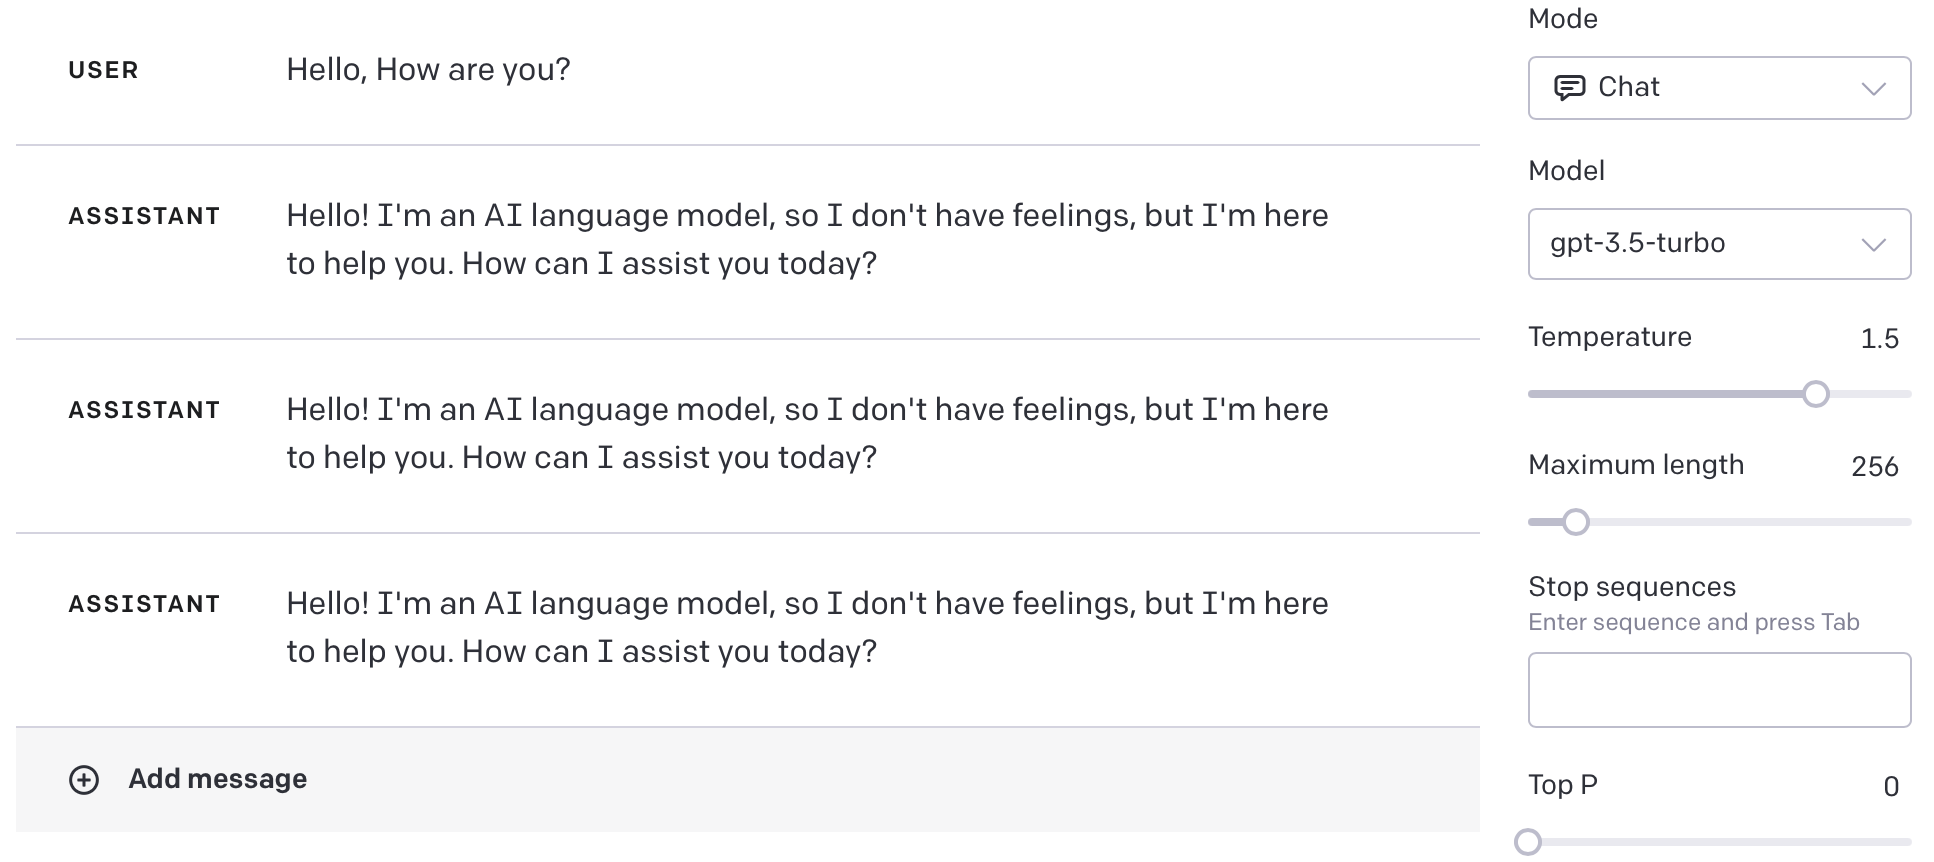 USER
Hello, How are you?
ASSISTANT
Hello! I'm an AI language model, so I don't have feelings, but I'm here
to help you. How can I assist you today?
ASSISTANT
Hello! I'm an AI language model, so I don't have feelings, but I'm here
to help you. How can I assist you today?
ASSISTANT
Hello! I'm an AI language model, so I don't have feelings, but I'm here
to help you. How can I assist you today?
Add message
Mode
Chat
Model
gpt-3.5-turbo
Temperature 1.5
Maximum length 256
Stop sequences
Enter sequence and press Tab
Top P 0